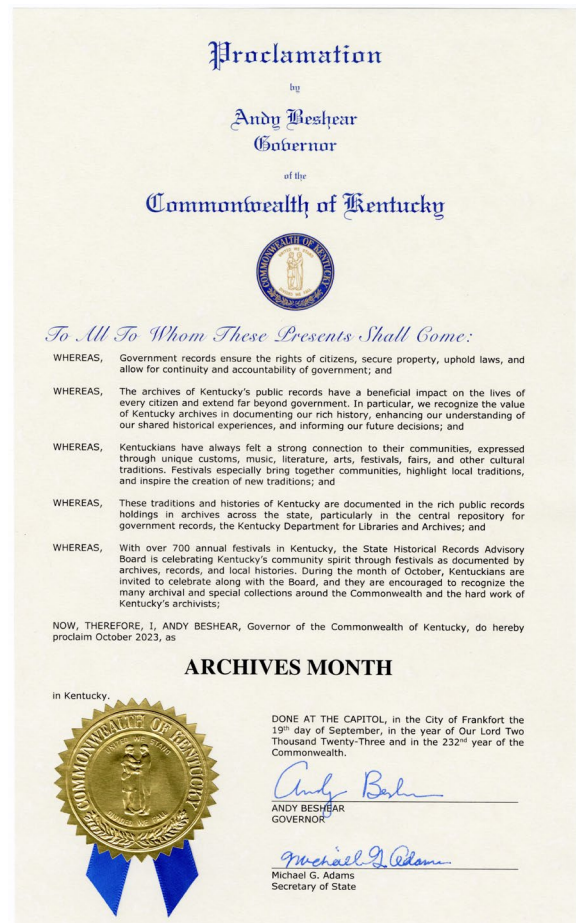 Proclamation
by
Andy Beshear
Governor
of the
Commonwealth of Kentucky
COMMONWEALTH OF KENTUCKY
To All To Whom These Presents Shall Come:
WHEREAS, Government records ensure the rights of citizens, secure property, uphold laws, and
allow for continuity and accountability of government; and
WHEREAS, The archives of Kentucky's public records have a beneficial impact on the lives of
every citizen and extend far beyond government. In particular, we recognize the value
of Kentucky archives in documenting our rich history, enhancing our understanding of
our shared historical experiences, and informing our future decisions; and
WHEREAS, Kentuckians have always felt a strong connection to their communities, expressed
through unique customs, music, literature, arts, festivals, fairs, and other cultural
traditions. Festivals especially bring together communities, highlight local traditions,
and inspire the creation of new traditions; and
WHEREAS, These traditions and histories of Kentucky are documented in the rich public records
holdings in archives across the state, particularly in the central repository for
government records, the Kentucky Department for Libraries and Archives; and
WHEREAS, With over 700 annual festivals in Kentucky, the State Historical Records Advisory
Board is celebrating Kentucky's community spirit through festivals as documented by
archives, records, and local histories. During the month of October, Kentuckians are
invited to celebrate along with the Board, and they are encouraged to recognize the
many archival and special collections around the Commonwealth and the hard work of
Kentucky's archivists;
NOW, THEREFORE, I, ANDY BESHEAR, Governor of the Commonwealth of Kentucky, do hereby
proclaim October 2023, as
ARCHIVES MONTH
in Kentucky.
COMMONWEALTH OF KENTUCKY
UNITED WE STAND
DONE AT THE CAPITOL, in the City of Frankfort the
19th day of September, in the year of Our Lord Two
Thousand Twenty-Three and in the 232nd year of the
Commonwealth.
Andy Beshear
ANDY BESHEAR
GOVERNOR
Michael G. Adams
Michael G. Adams
Secretary of State